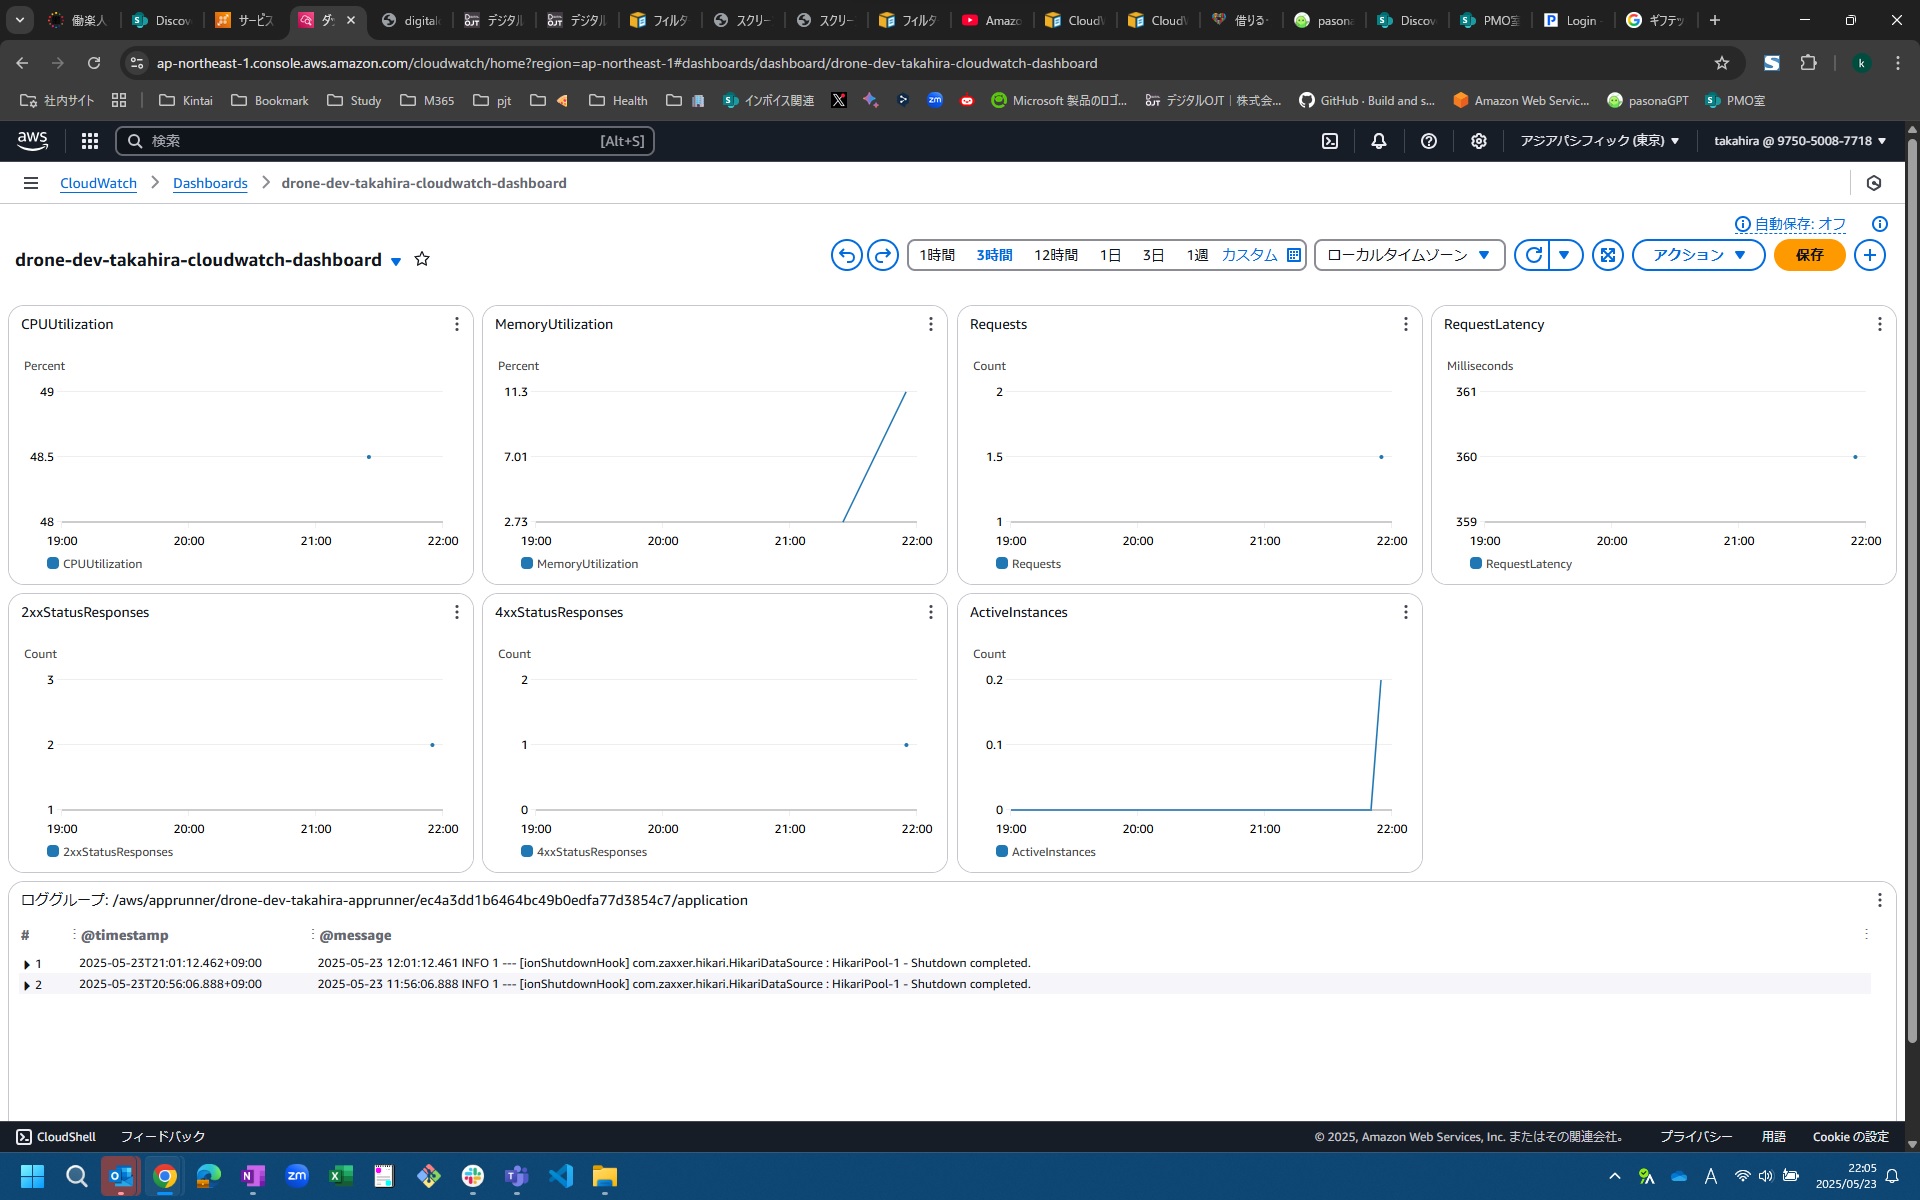 働楽人
Discov
サービス
ダッ
digital
デジタル
デジタル
フィルタ
スクリー
スクリー
フィルタ
Amazo
CloudW
CloudW
借りる
pasona
Discov
PMO室
Login
ギフテッ
ap-northeast-1.console.aws.amazon.com/cloudwatch/home?region=ap-northeast-1#dashboards/dashboard/drone-dev-takahira-cloudwatch-dashboard
k
社内サイト
Kintai
Bookmark
Study
M365
pjt
Health
インボイス関連
Microsoft 製品のロゴ...
デジタルOJT | 株式会...
GitHub · Build and s...
Amazon Web Servic...
pasonaGPT
PMO室
aws
検索
[Alt+S]
アジアパシフィック (東京)
takahira @ 9750-5008-7718
CloudWatch
Dashboards
drone-dev-takahira-cloudwatch-dashboard
自動保存: オフ
drone-dev-takahira-cloudwatch-dashboard
1時間
3時間
12時間
1日
3日
1週
カスタム
ローカルタイムゾーン
アクション
保存
CPUUtilization
Percent
49
48.5
48
19:00
20:00
21:00
22:00
CPUUtilization
MemoryUtilization
Percent
11.3
7.01
2.73
19:00
20:00
21:00
22:00
MemoryUtilization
Requests
Count
2
1.5
1
19:00
20:00
21:00
22:00
Requests
RequestLatency
Milliseconds
361
360
359
19:00
20:00
21:00
22:00
RequestLatency
2xxStatusResponses
Count
3
2
1
19:00
20:00
21:00
22:00
2xxStatusResponses
4xxStatusResponses
Count
2
1
0
19:00
20:00
21:00
22:00
4xxStatusResponses
ActiveInstances
Count
0.2
0.1
0
19:00
20:00
21:00
22:00
ActiveInstances
ロググループ: /aws/apprunner/drone-dev-takahira-apprunner/ec4a3dd1b6464bc49b0edfa77d3854c7/application
# @timestamp @message
1 2025-05-23T21:01:12.462+09:00 2025-05-23 12:01:12.461 INFO 1 --- [ionShutdownHook] com.zaxxer.hikari.HikariDataSource : HikariPool-1 - Shutdown completed.
2 2025-05-23T20:56:06.888+09:00 2025-05-23 11:56:06.888 INFO 1 --- [ionShutdownHook] com.zaxxer.hikari.HikariDataSource : HikariPool-1 - Shutdown completed.
CloudShell
フィードバック
© 2025, Amazon Web Services, Inc. またはその関連会社。
プライバシー
用語
Cookie の設定
22:05
2025/05/23